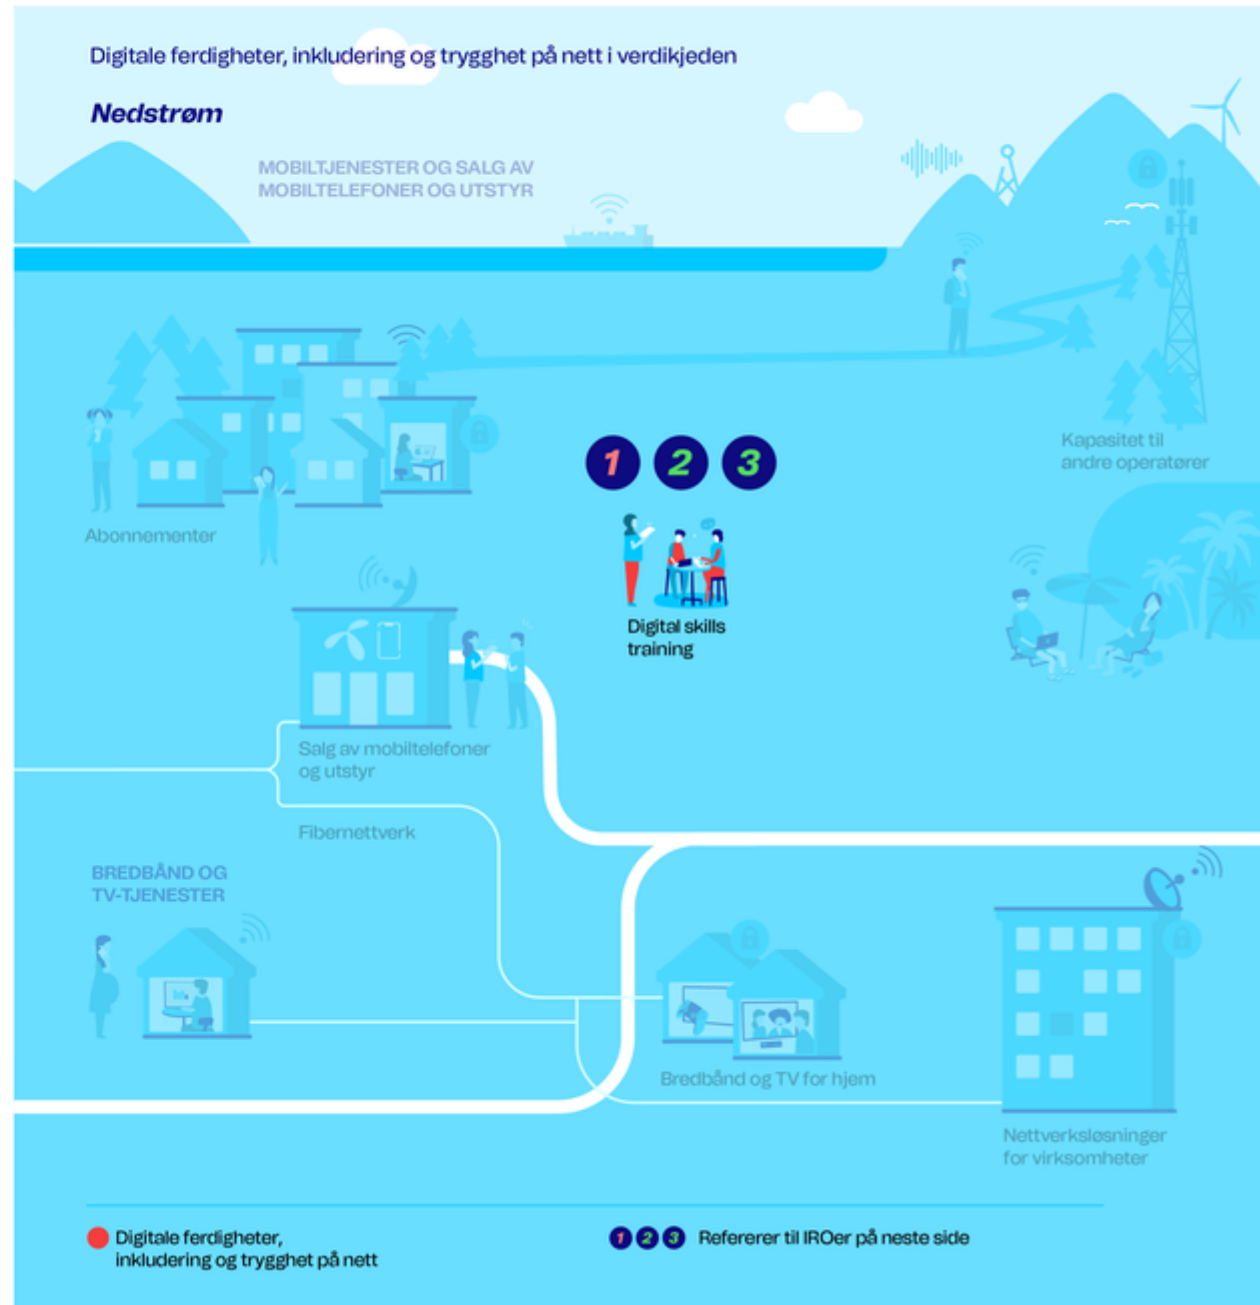 Digitale ferdigheter, inkludering og trygghet på nett i verdikjeden
Nedstrøm
MOBILTJENESTER OG SALG AV
MOBILTELEFONER OG UTSTYR
Kapasitet til
andre operatører
1 2 3
Abonnementer
Digital skills
training
Salg av mobiltelefoner
og utstyr
Fibernettverk
BREDBÅND OG
TV-TJENESTER
Bredbånd og TV for hjem
Nettverksløsninger
for virksomheter
Digitale ferdigheter,
inkludering og trygghet på nett
1 2 3 Refererer til IROer på neste side